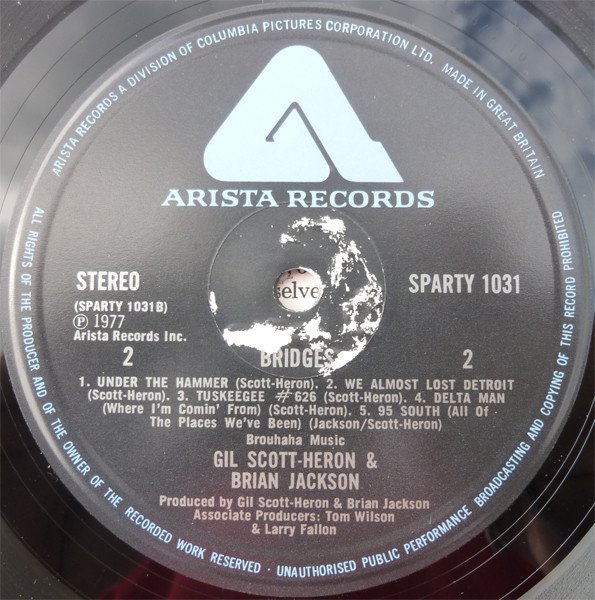 ARISTA RECORDS A DIVISION OF COLUMBIA PICTURES CORPORATION LTD. MADE IN GREAT BRITAIN
ARISTA RECORDS
STEREO
SPARTY 1031
(SPARTY 1031B)
Ⓟ 1977
Arista Records Inc.
selve
2
BRIDGES
2
1. UNDER THE HAMMER (Scott-Heron). 2. WE ALMOST LOST DETROIT
(Scott-Heron). 3. TUSKEEGEE #626 (Scott-Heron). 4. DELTA MAN
(Where I'm Comin' From) (Scott-Heron). 5. 95 SOUTH (All Of
The Places We've Been) (Jackson/Scott-Heron)
Brouhaha Music
GIL SCOTT-HERON &
BRIAN JACKSON
Produced by Gil Scott-Heron & Brian Jackson
Associate Producers: Tom Wilson
& Larry Fallon
ALL RIGHTS OF THE PRODUCER AND OF THE OWNER OF THE RECORDED WORK RESERVED · UNAUTHORISED PUBLIC PERFORMANCE BROADCASTING AND COPYING OF THIS RECORD PROHIBITED